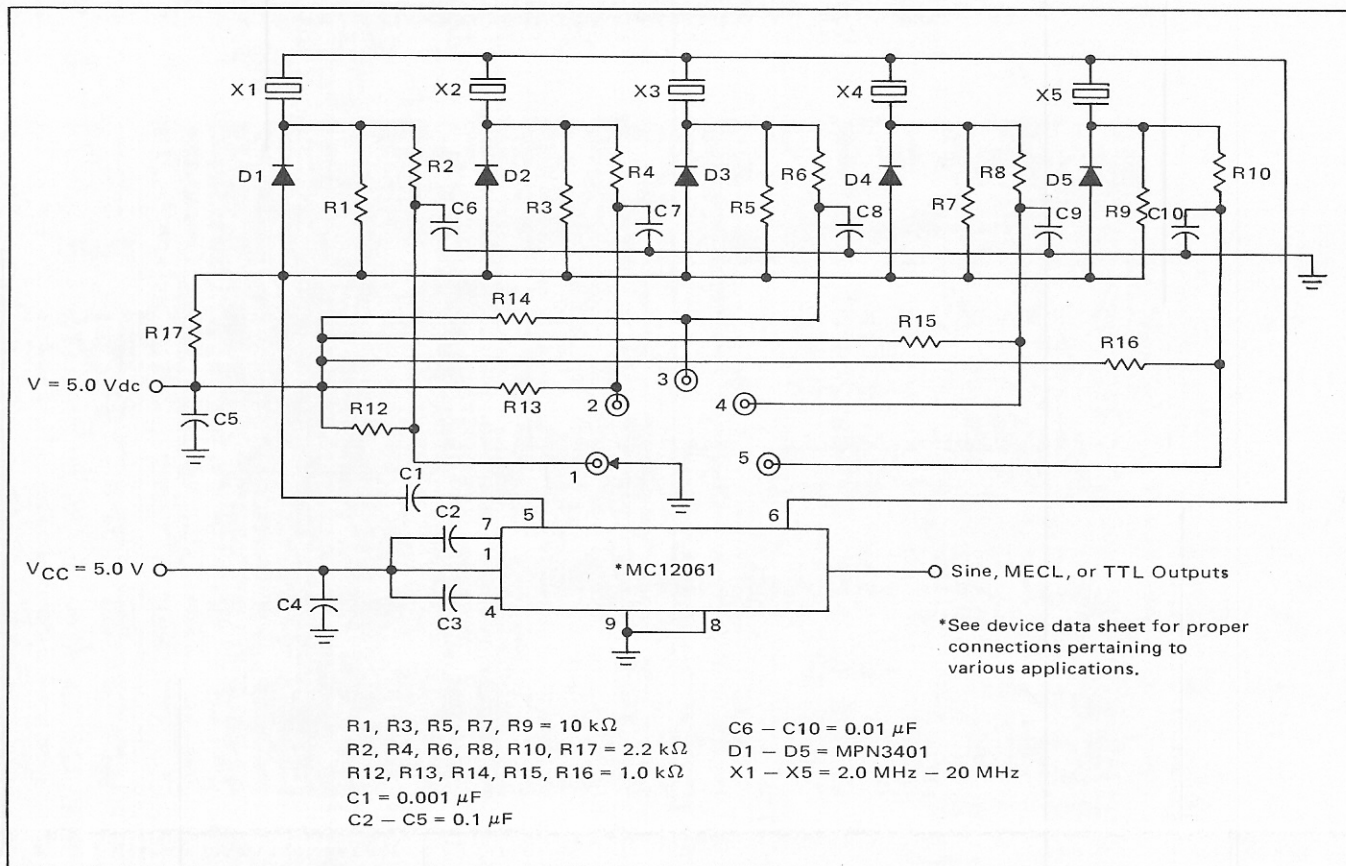 X1 X2 X3 X4 X5
D1 R1 R2 C6 D2 R3 R4 C7 D3 R5 R6 C8 D4 R7 R8 C9 D5 R9 C10 R10
R14
R17 R15
R16
V = 5.0 Vdc
R13 3
C5 2 4
R12
5
1
C1
C2 7 5 6
1
VCC = 5.0 V
*MC12061
Sine, MECL, or TTL Outputs
C4 C3 4
9 8
*See device data sheet for proper
connections pertaining to
various applications.
R1, R3, R5, R7, R9 = 10 kΩ
R2, R4, R6, R8, R10, R17 = 2.2 kΩ
R12, R13, R14, R15, R16 = 1.0 kΩ
C1 = 0.001 μF
C2 – C5 = 0.1 μF
C6 – C10 = 0.01 μF
D1 – D5 = MPN3401
X1 – X5 = 2.0 MHz – 20 MHz